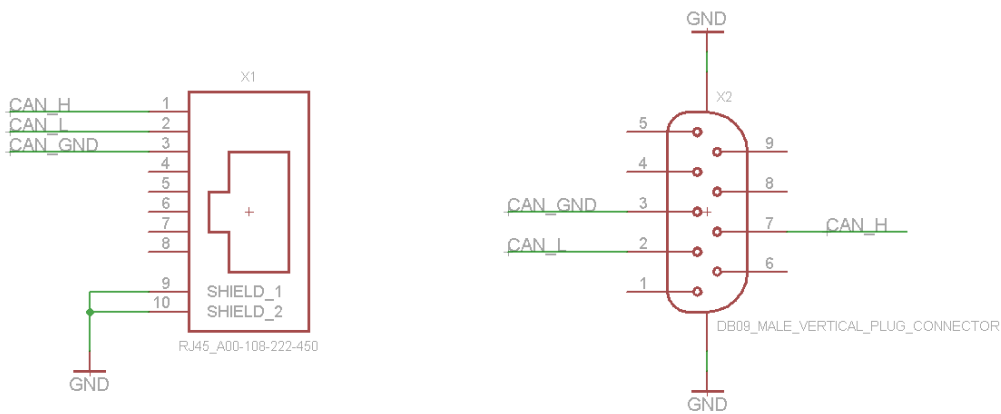 X1
CAN_H 1
CAN_L 2
CAN_GND 3
4
5
6
7
8
9 SHIELD_1
10 SHIELD_2
RJ45_A00-108-222-450
GND
GND
X2
5
9
4
8
CAN_GND 3
7 CAN_H
CAN_L 2
6
1
DB09_MALE_VERTICAL_PLUG_CONNECTOR
GND